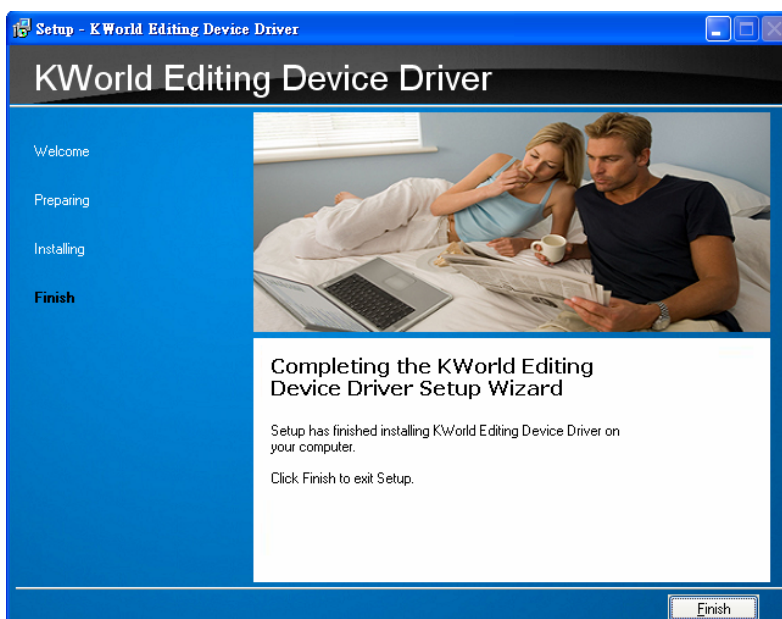 Setup - KWorld Editing Device Driver
KWorld Editing Device Driver
Welcome
Preparing
Installing
Finish
Completing the KWorld Editing
Device Driver Setup Wizard
Setup has finished installing KWorld Editing Device Driver on
your computer.
Click Finish to exit Setup.
Finish